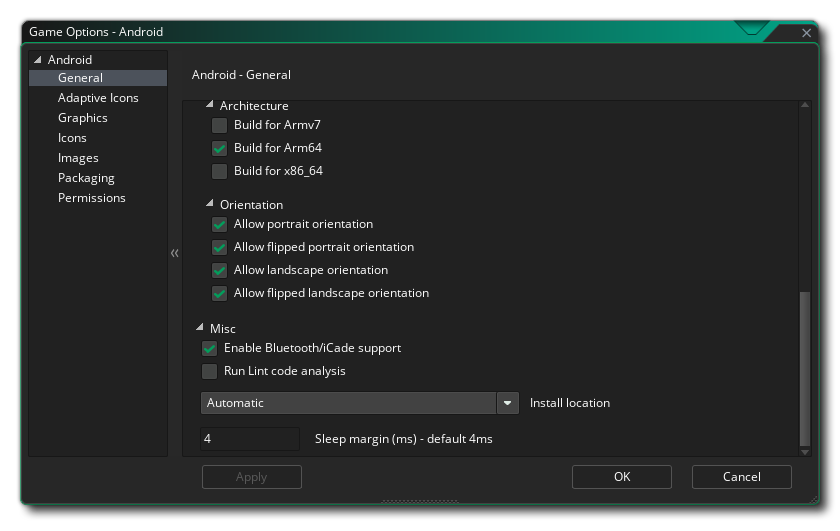 Game Options - Android
Android
General
Adaptive Icons
Graphics
Icons
Images
Packaging
Permissions
Android - General
Architecture
Build for Armv7
Build for Arm64
Build for x86_64
Orientation
Allow portrait orientation
Allow flipped portrait orientation
Allow landscape orientation
Allow flipped landscape orientation
Misc
Enable Bluetooth/iCade support
Run Lint code analysis
Automatic Install location
4 Sleep margin (ms) - default 4ms
Apply OK Cancel